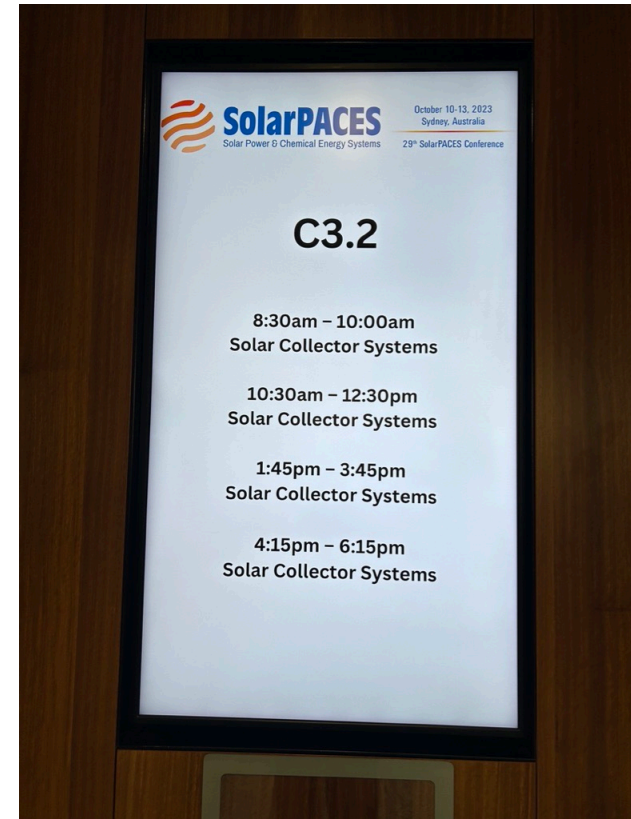 SolarPACES
Solar Power & Chemical Energy Systems
October 10-13, 2023
Sydney, Australia
29th SolarPACES Conference
C3.2
8:30am – 10:00am
Solar Collector Systems
10:30am – 12:30pm
Solar Collector Systems
1:45pm – 3:45pm
Solar Collector Systems
4:15pm – 6:15pm
Solar Collector Systems